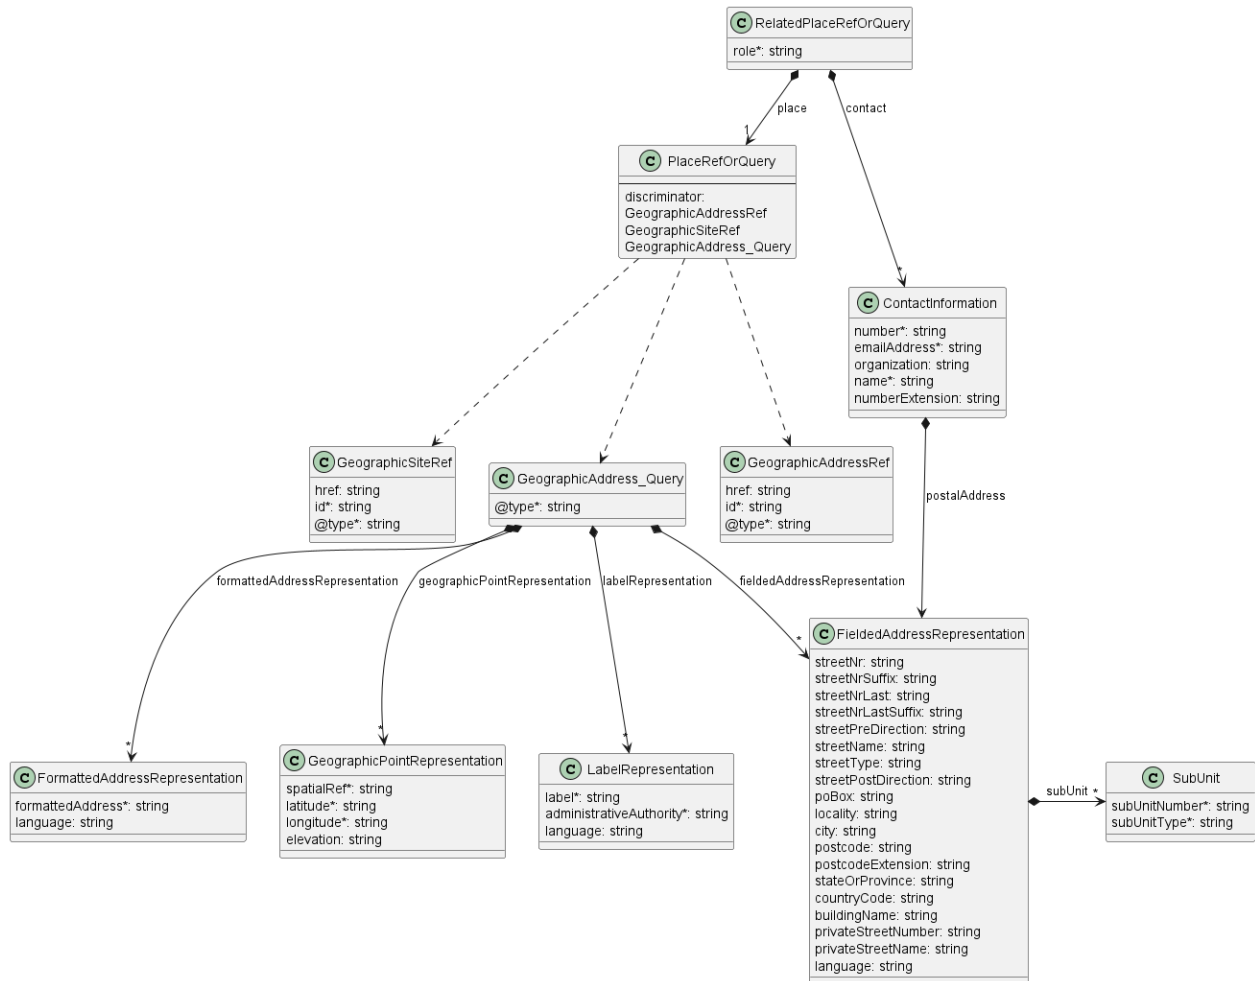 C RelatedPlaceRefOrQuery
role*: string
place
contact
1
C PlaceRefOrQuery
discriminator:
GeographicAddressRef
GeographicSiteRef
GeographicAddress_Query
*
C ContactInformation
number*: string
emailAddress*: string
organization: string
name*: string
numberExtension: string
C GeographicSiteRef
href: string
id*: string
@type*: string
C GeographicAddress_Query
@type*: string
C GeographicAddressRef
href: string
id*: string
@type*: string
postalAddress
formattedAddressRepresentation
geographicPointRepresentation
labelRepresentation
fieldedAddressRepresentation
*
*
*
*
C FormattedAddressRepresentation
formattedAddress*: string
language: string
C GeographicPointRepresentation
spatialRef*: string
latitude*: string
longitude*: string
elevation: string
C LabelRepresentation
label*: string
administrativeAuthority*: string
language: string
C FieldedAddressRepresentation
streetNr: string
streetNrSuffix: string
streetNrLast: string
streetNrLastSuffix: string
streetPreDirection: string
streetName: string
streetType: string
streetPostDirection: string
poBox: string
locality: string
city: string
postcode: string
postcodeExtension: string
stateOrProvince: string
countryCode: string
buildingName: string
privateStreetNumber: string
privateStreetName: string
language: string
subUnit *
C SubUnit
subUnitNumber*: string
subUnitType*: string